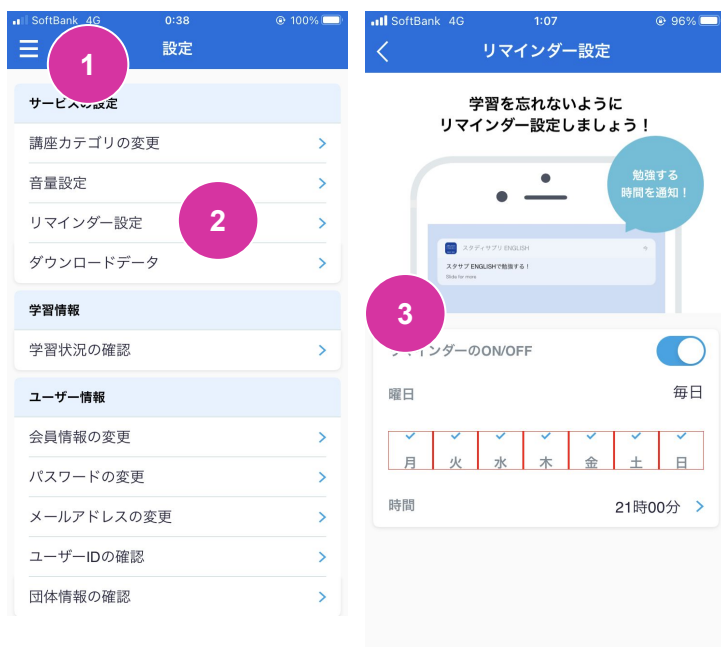 SoftBank 4G 0:38 100%
設定
1
サービスの設定
講座カテゴリの変更
音量設定
リマインダー設定
2
ダウンロードデータ
学習情報
学習状況の確認
ユーザー情報
会員情報の変更
パスワードの変更
メールアドレスの変更
ユーザーIDの確認
団体情報の確認
SoftBank 4G 1:07 96%
リマインダー設定
学習を忘れないように
リマインダー設定しましょう！
勉強する
時間を通知！
スタディサプリ ENGLISH
スタサプ ENGLISHで勉強する！
Slide for more
3
リマインダーのON/OFF
曜日 毎日
月 火 水 木 金 土 日
時間 21時00分